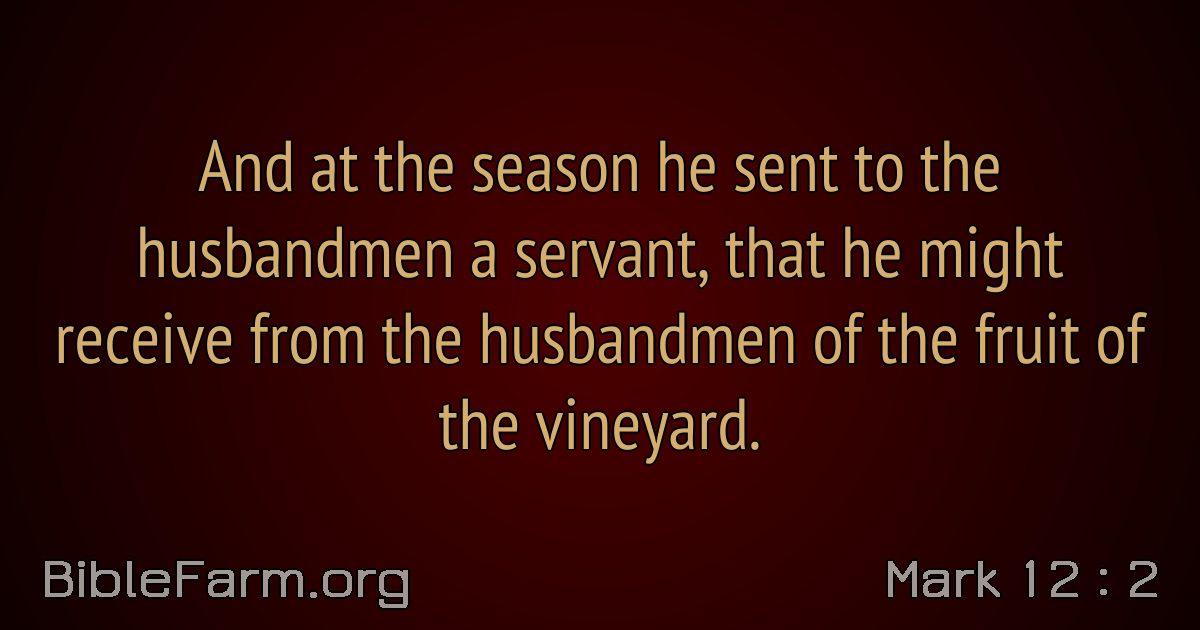 And at the season he sent to the
husbandmen a servant, that he might
receive from the husbandmen of the fruit of
the vineyard.
BibleFarm.org
Mark 12 : 2